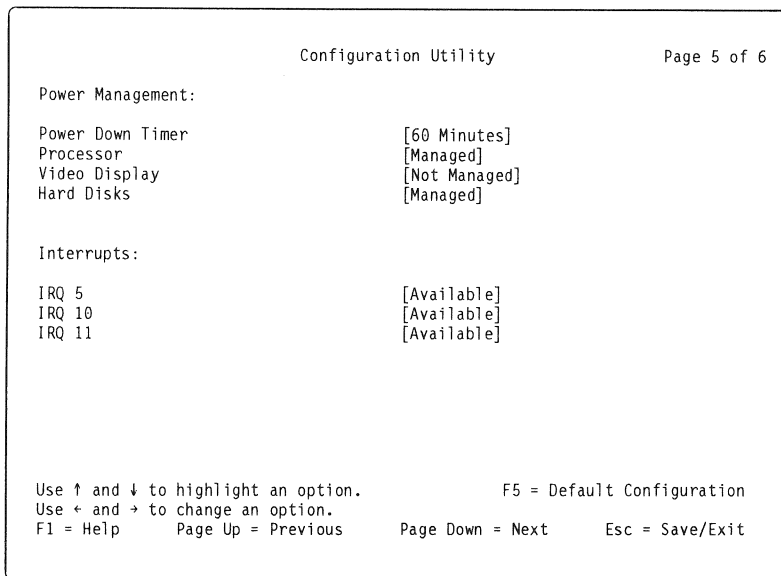 Configuration Utility Page 5 of 6
Power Management:
Power Down Timer [60 Minutes]
Processor [Managed]
Video Display [Not Managed]
Hard Disks [Managed]
Interrupts:
IRQ 5 [Available]
IRQ 10 [Available]
IRQ 11 [Available]
Use ↑ and ↓ to highlight an option. F5 = Default Configuration
Use ← and → to change an option.
F1 = Help Page Up = Previous Page Down = Next Esc = Save/Exit